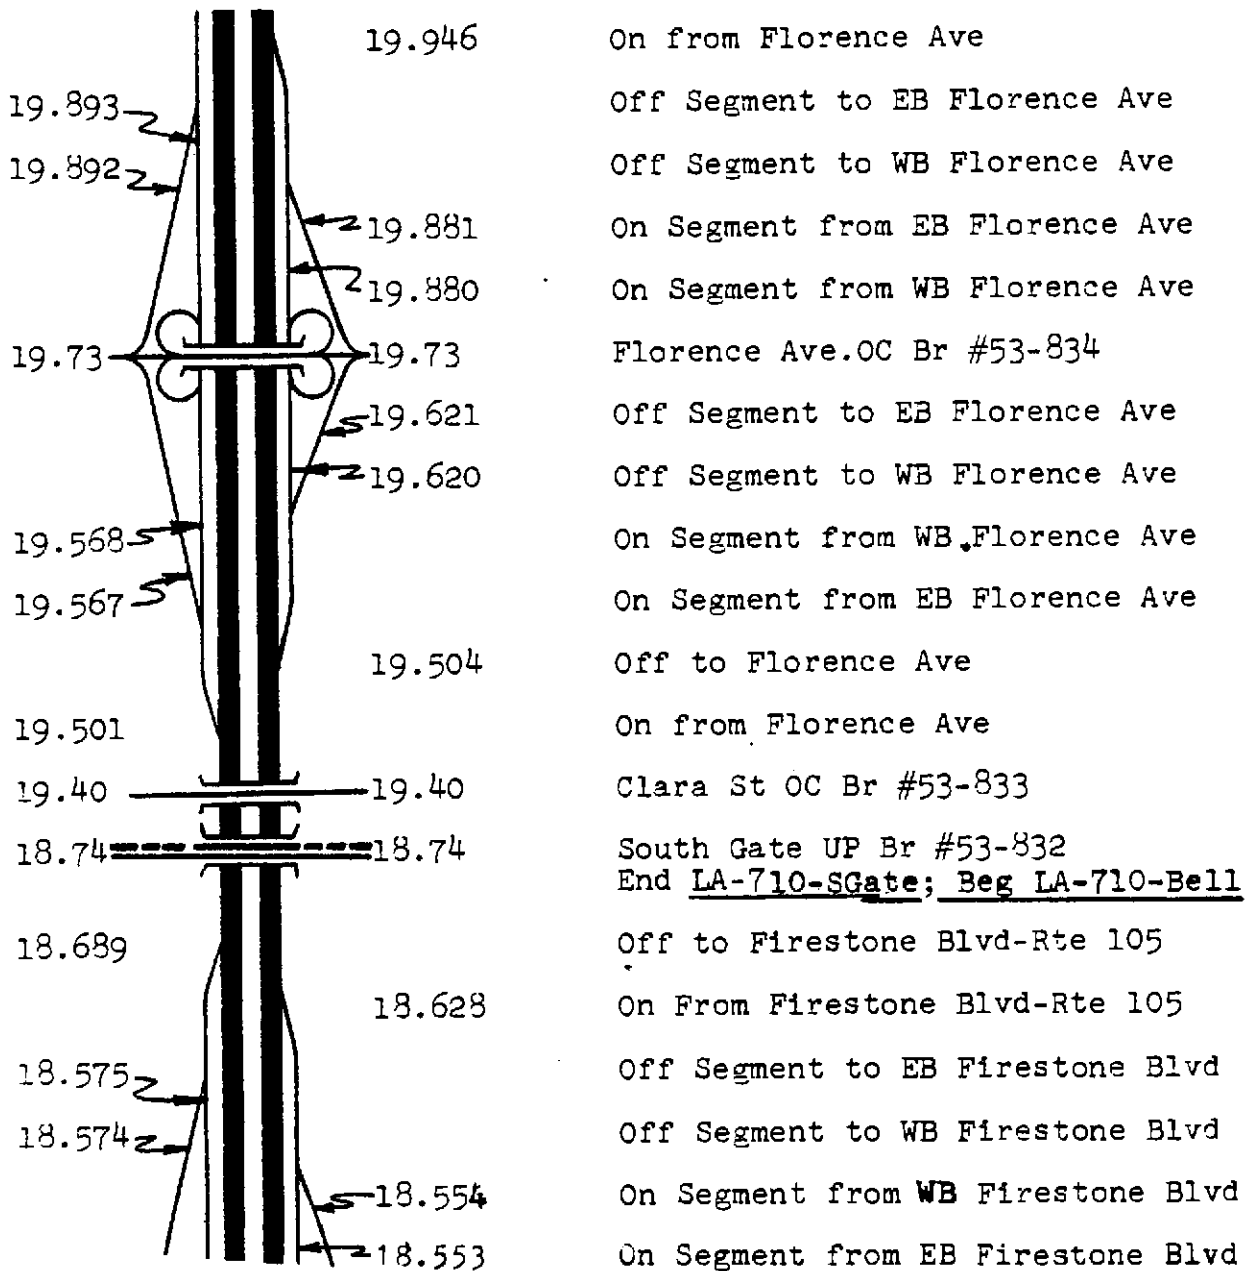 19.946 On from Florence Ave
19.893 Off Segment to EB Florence Ave
19.892 Off Segment to WB Florence Ave
19.881 On Segment from EB Florence Ave
19.880 On Segment from WB Florence Ave
19.73 19.73 Florence Ave.OC Br #53-834
19.621 Off Segment to EB Florence Ave
19.620 Off Segment to WB Florence Ave
19.568 On Segment from WB Florence Ave
19.567 On Segment from EB Florence Ave
19.504 Off to Florence Ave
19.501 On from Florence Ave
19.40 19.40 Clara St OC Br #53-833
18.74 18.74 South Gate UP Br #53-832
End LA-710-SGate; Beg LA-710-Bell
18.689 Off to Firestone Blvd-Rte 105
18.628 On From Firestone Blvd-Rte 105
18.575 Off Segment to EB Firestone Blvd
18.574 Off Segment to WB Firestone Blvd
18.554 On Segment from WB Firestone Blvd
18.553 On Segment from EB Firestone Blvd